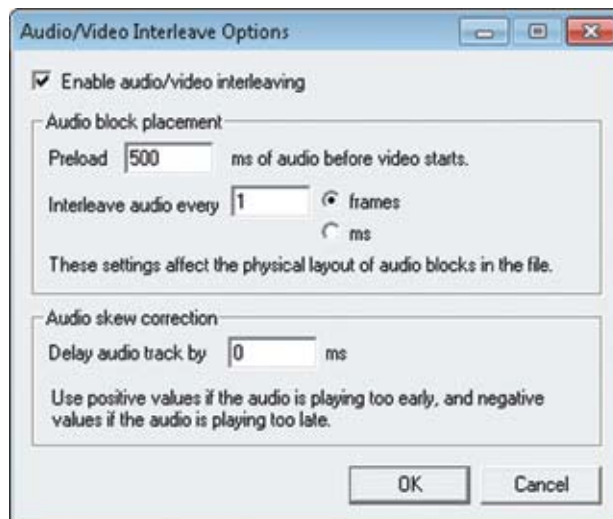 Audio/Video Interleave Options
Enable audio/video interleaving
Audio block placement
Preload 500 ms of audio before video starts.
Interleave audio every 1 frames
ms
These settings affect the physical layout of audio blocks in the file.
Audio skew correction
Delay audio track by 0 ms
Use positive values if the audio is playing too early, and negative
values if the audio is playing too late.
OK Cancel